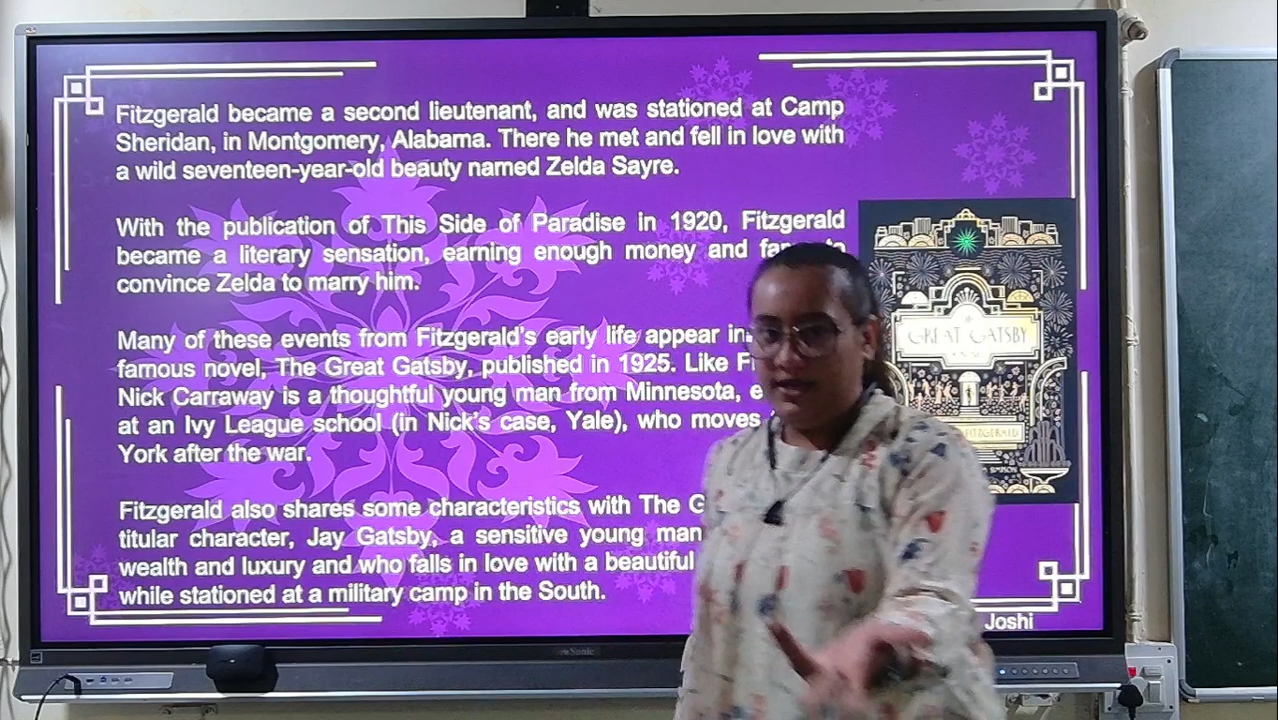 Fitzgerald became a second lieutenant, and was stationed at Camp
Sheridan, in Montgomery, Alabama. There he met and fell in love with
a wild seventeen-year-old beauty named Zelda Sayre.
With the publication of This Side of Paradise in 1920, Fitzgerald
became a literary sensation, earning enough money and
convince Zelda to marry him.
Many of these events from Fitzgerald's early life appear in
famous novel, The Great Gatsby, published in 1925. Like
Nick Carraway is a thoughtful young man from Minnesota,
at an Ivy League school (in Nick's case, Yale), who moves
York after the war.
Fitzgerald also shares some characteristics with The
titular character, Jay Gatsby, a sensitive young man
wealth and luxury and who falls in love with a beautiful
while stationed at a military camp in the South.
GREAT GATSBY
FITZGERALD
Joshi
ViewSonic